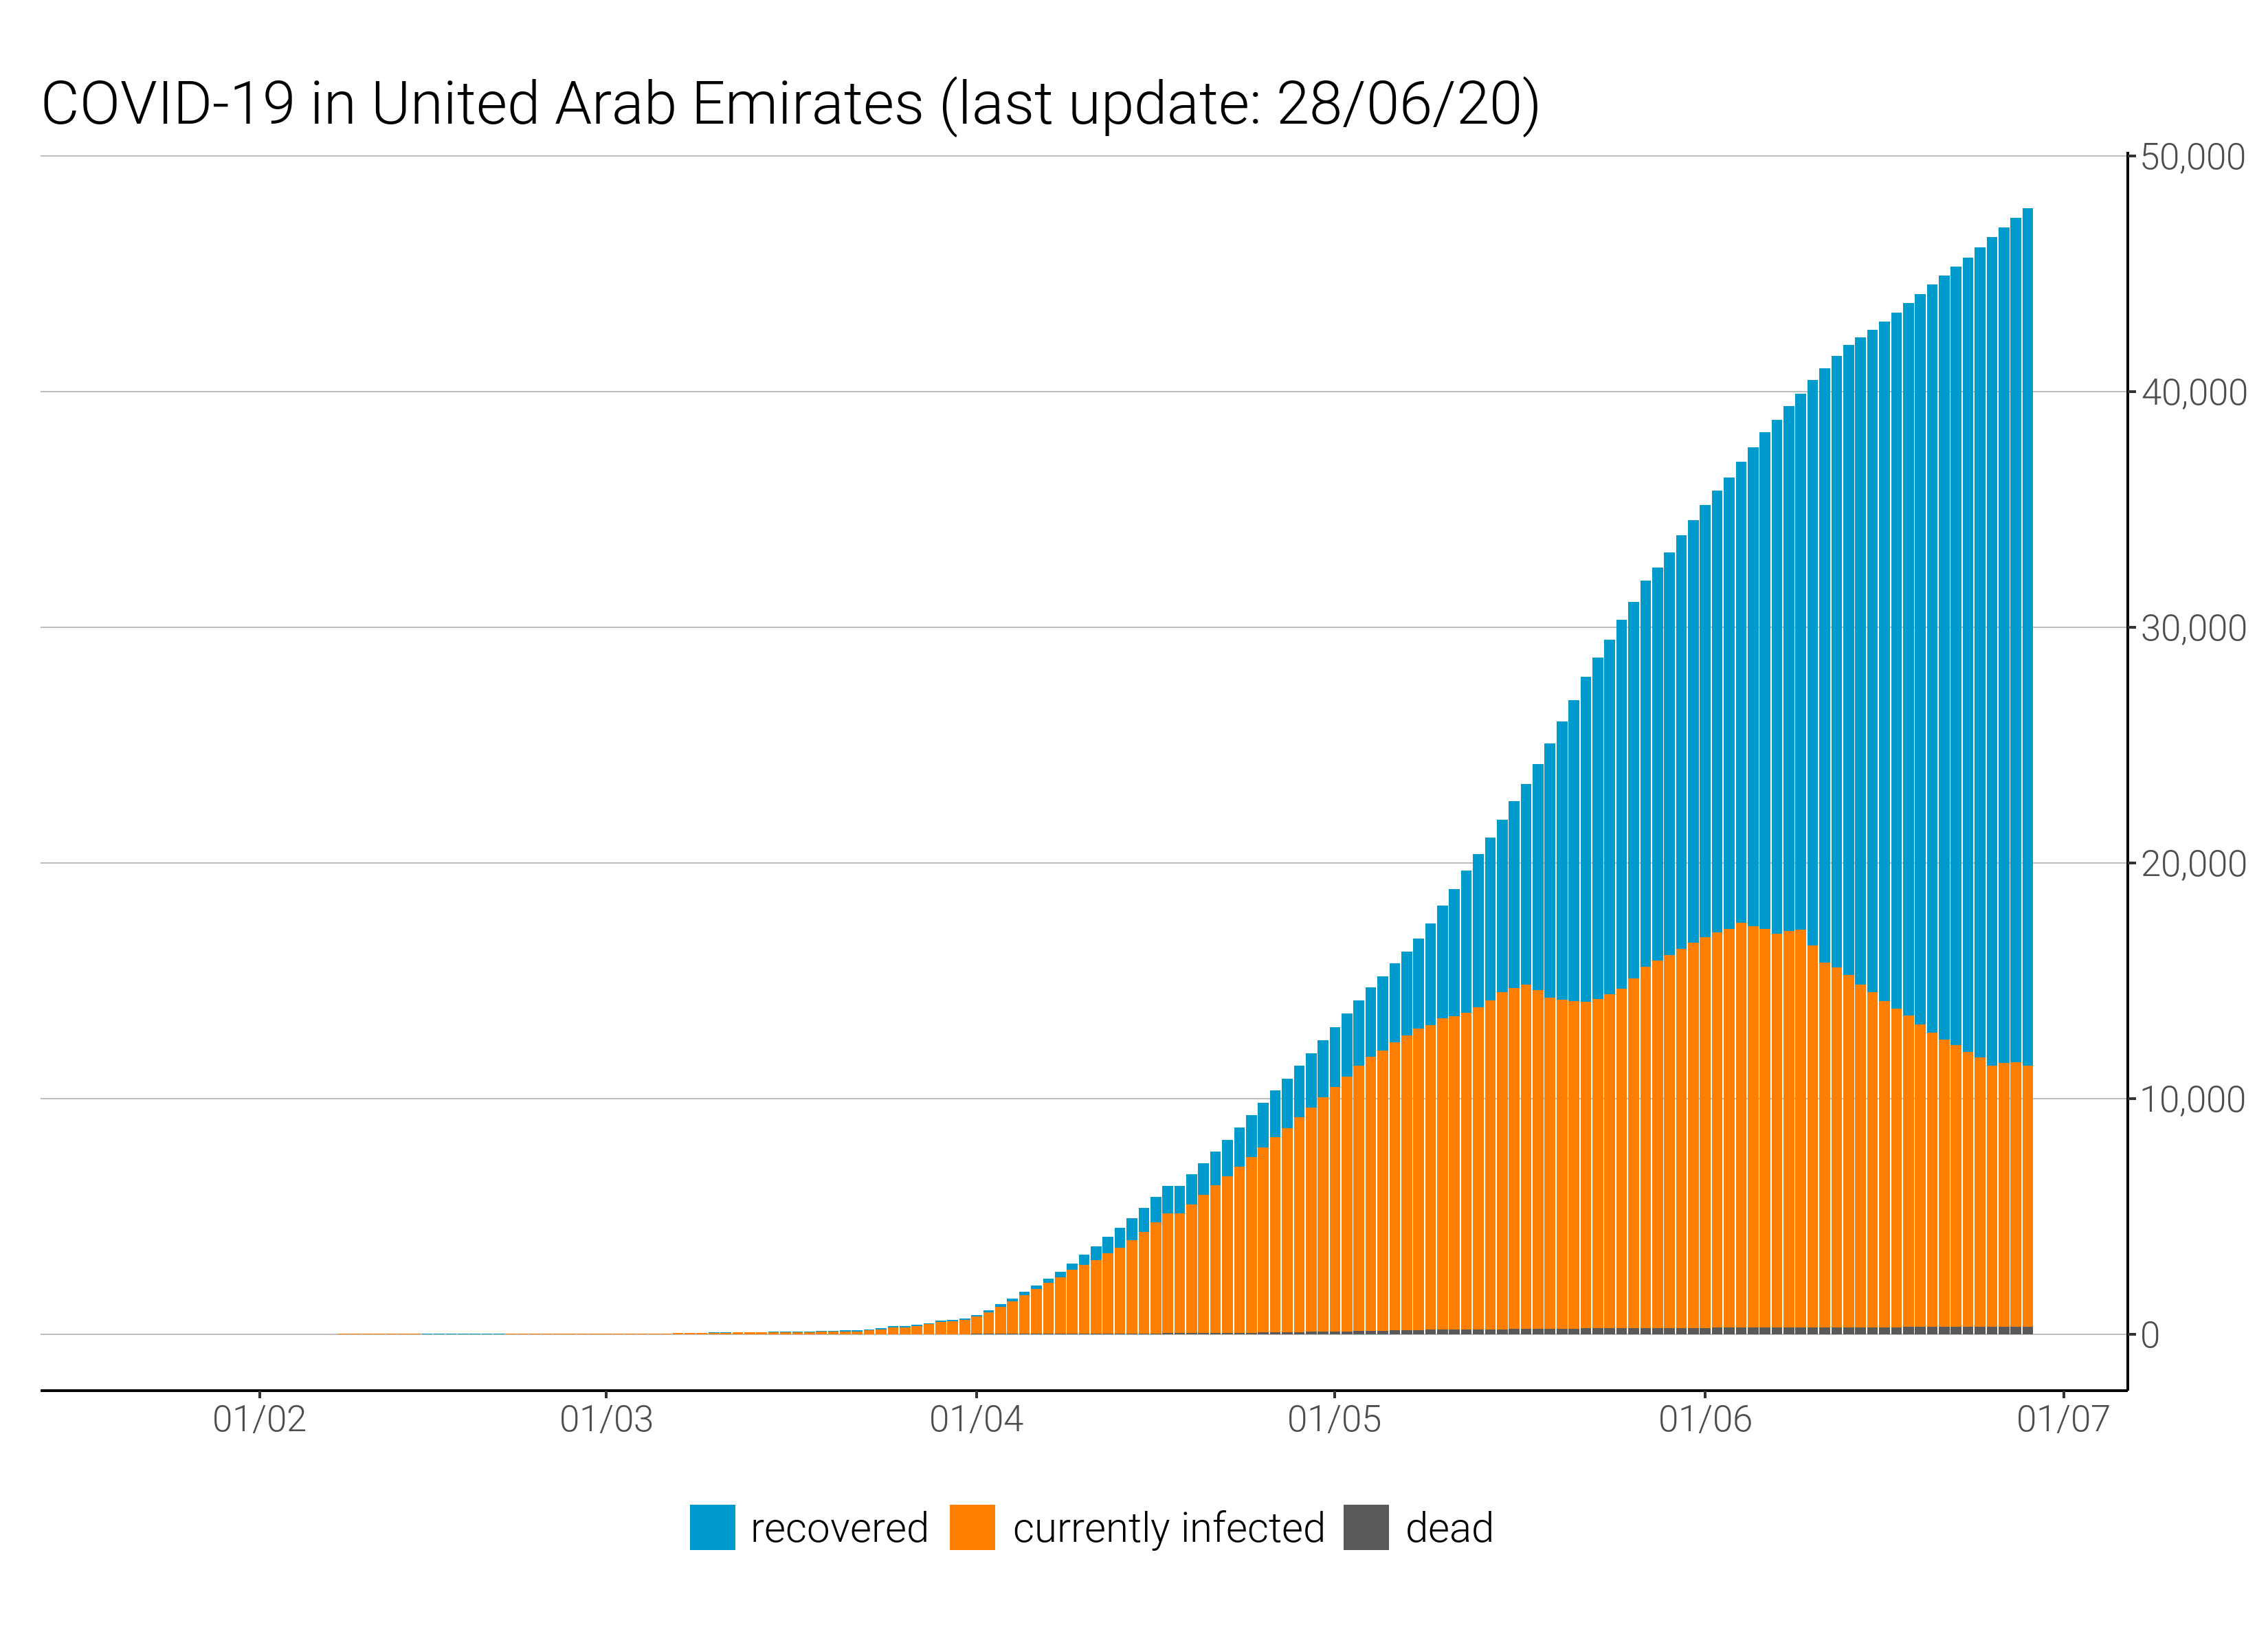 COVID-19 in United Arab Emirates (last update: 28/06/20)
50,000
40,000
30,000
20,000
10,000
0
01/02 01/03 01/04 01/05 01/06 01/07
recovered currently infected dead